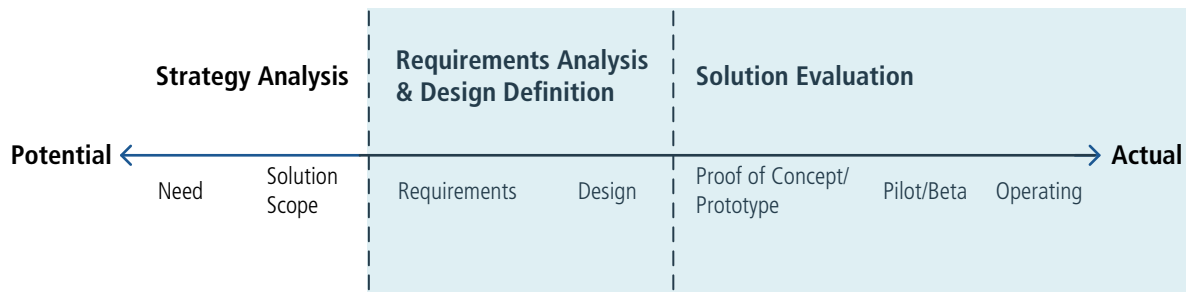 Strategy Analysis
Requirements Analysis
& Design Definition
Solution Evaluation
Potential
Actual
Need
Solution
Scope
Requirements
Design
Proof of Concept/
Prototype
Pilot/Beta
Operating